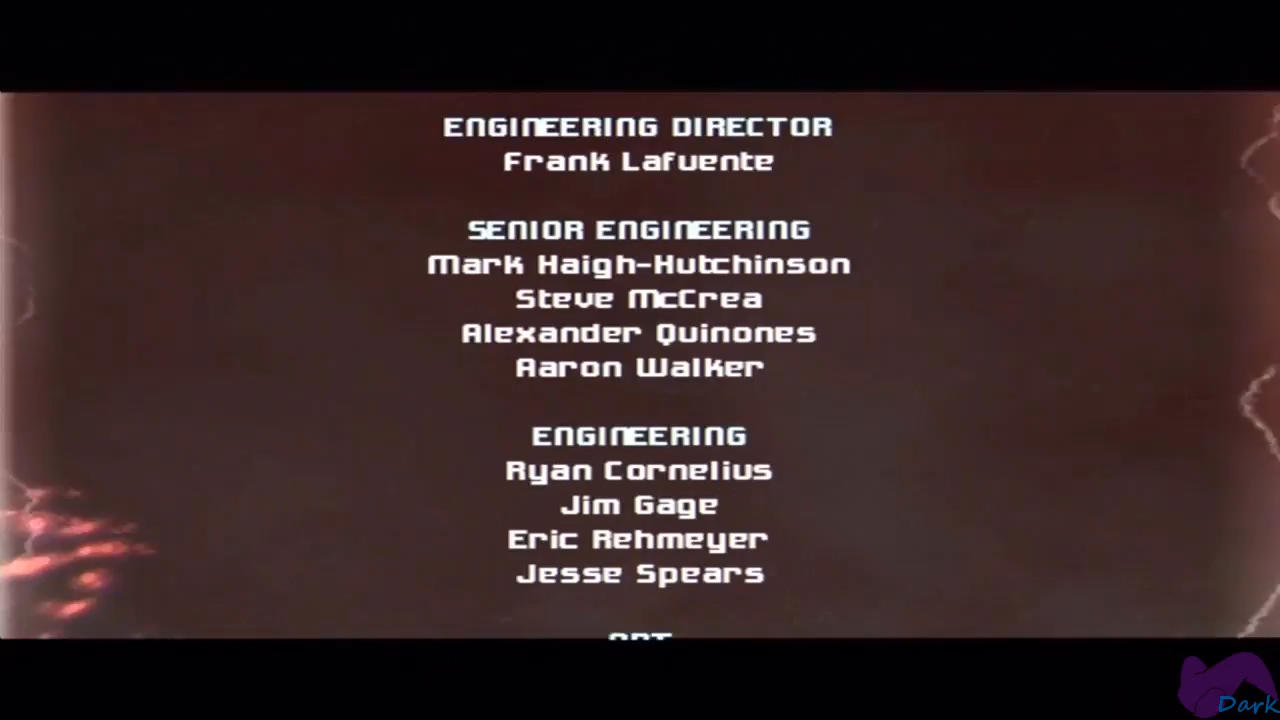 ENGINEERING DIRECTOR
Frank Lafuente
SENIOR ENGINEERING
Mark Haigh-Hutchinson
Steve McCrea
Alexander Quinones
Aaron Walker
ENGINEERING
Ryan Cornelius
Jim Gage
Eric Rehmeyer
Jesse Spears
ART
Dark